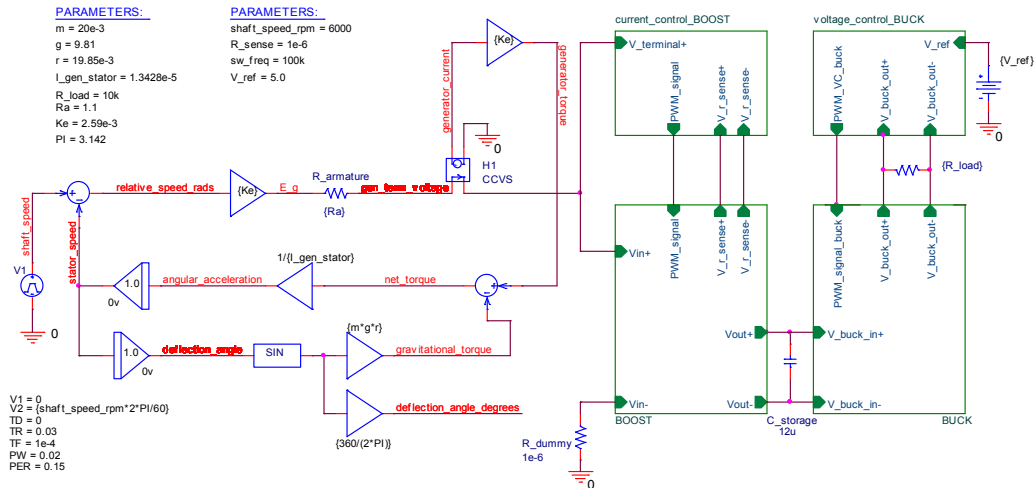 PARAMETERS:
m = 20e-3
g = 9.81
r = 19.85e-3
I_gen_stator = 1.3428e-5
R_load = 10k
Ra = 1.1
Ke = 2.59e-3
PI = 3.142
PARAMETERS:
shaft_speed_rpm = 6000
R_sense = 1e-6
sw_freq = 100k
V_ref = 5.0
{Ke}
generator_current
generator_torque
0
H1
CCVS
current_control_BOOST
V_terminal+
PWM_signal
V_r_sense+
V_r_sense-
voltage_control_BUCK
V_ref
PWM_VC_buck
V_buck_out+
V_buck_out-
{V_ref}
0
{R_load}
relative_speed_rads
{Ke}
E_g
R_armature
{Ra}
gen_term_voltage
shaft_speed
stator_speed
V1
0
1.0
0v
angular_acceleration
1/{I_gen_stator}
net_torque
1.0
0v
deflection_angle
SIN
{m*g*r}
gravitational_torque
deflection_angle_degrees
{360/(2*PI)}
V1 = 0
V2 = {shaft_speed_rpm*2*PI/60}
TD = 0
TR = 0.03
TF = 1e-4
PW = 0.02
PER = 0.15
PWM_signal
V_r_sense+
V_r_sense-
Vin+
Vout+
Vin-
Vout-
BOOST
R_dummy
1e-6
0
C_storage
12u
PWM_signal_buck
V_buck_out+
V_buck_out-
V_buck_in+
V_buck_in-
BUCK